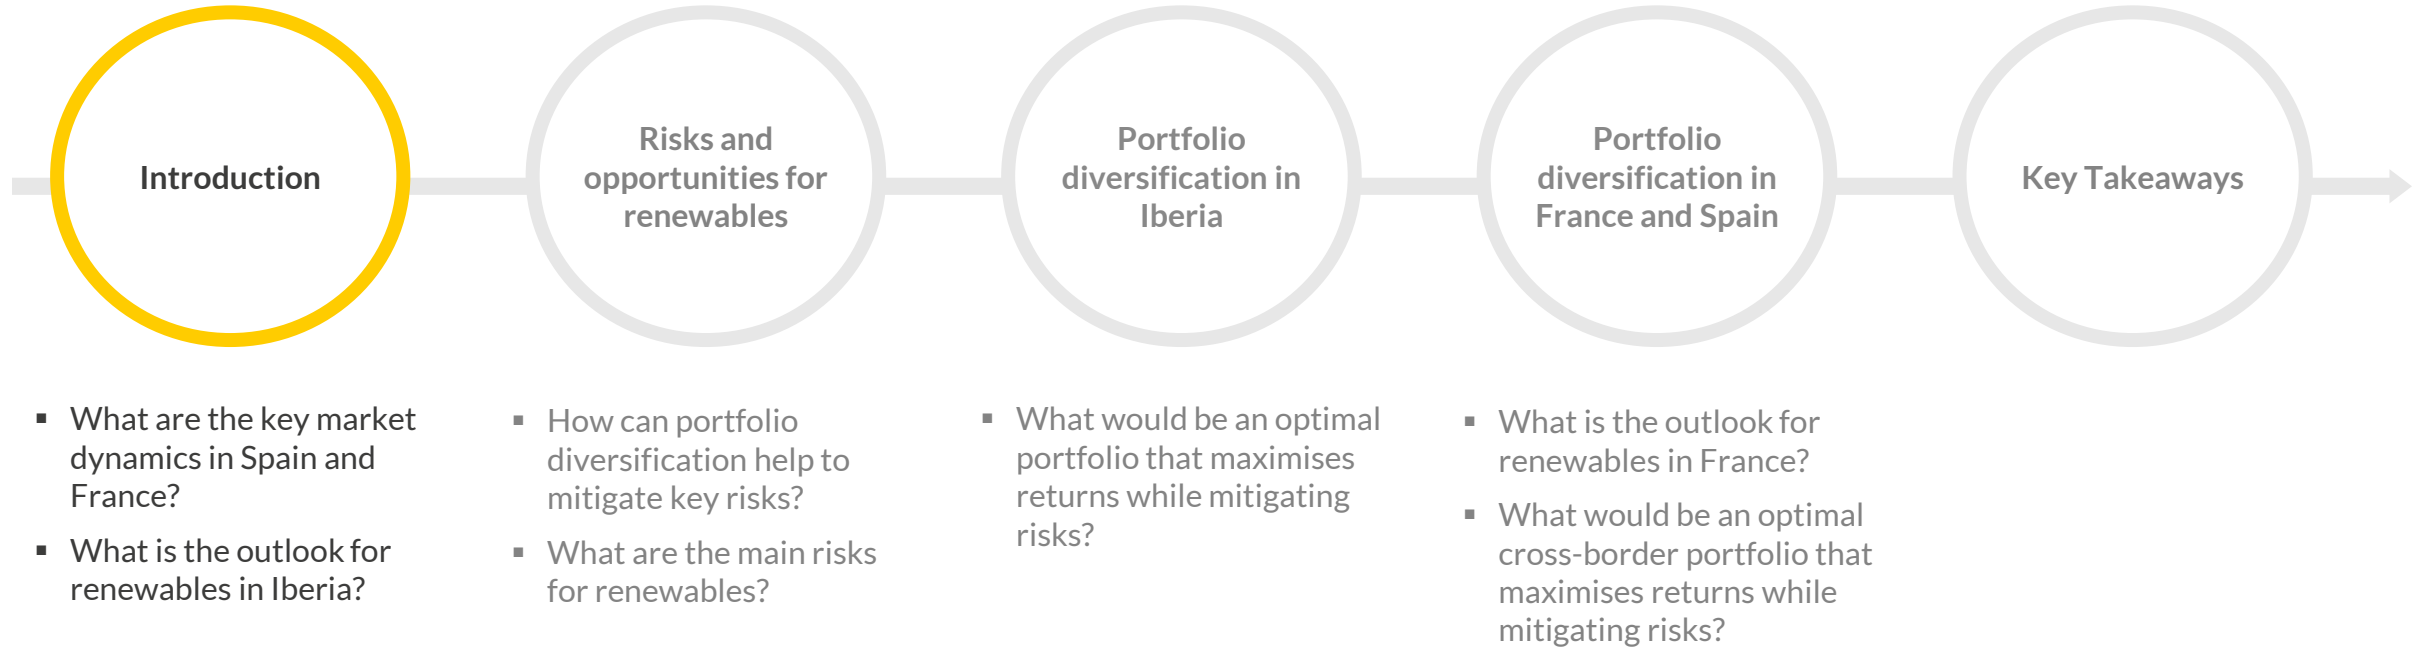 Introduction
Risks and
opportunities for
renewables
Portfolio
diversification in
Iberia
Portfolio
diversification in
France and Spain
Key Takeaways
▪ What are the key market
dynamics in Spain and
France?
▪ What is the outlook for
renewables in Iberia?
▪ How can portfolio
diversification help to
mitigate key risks?
▪ What are the main risks
for renewables?
▪ What would be an optimal
portfolio that maximises
returns while mitigating
risks?
▪ What is the outlook for
renewables in France?
▪ What would be an optimal
cross-border portfolio that
maximises returns while
mitigating risks?